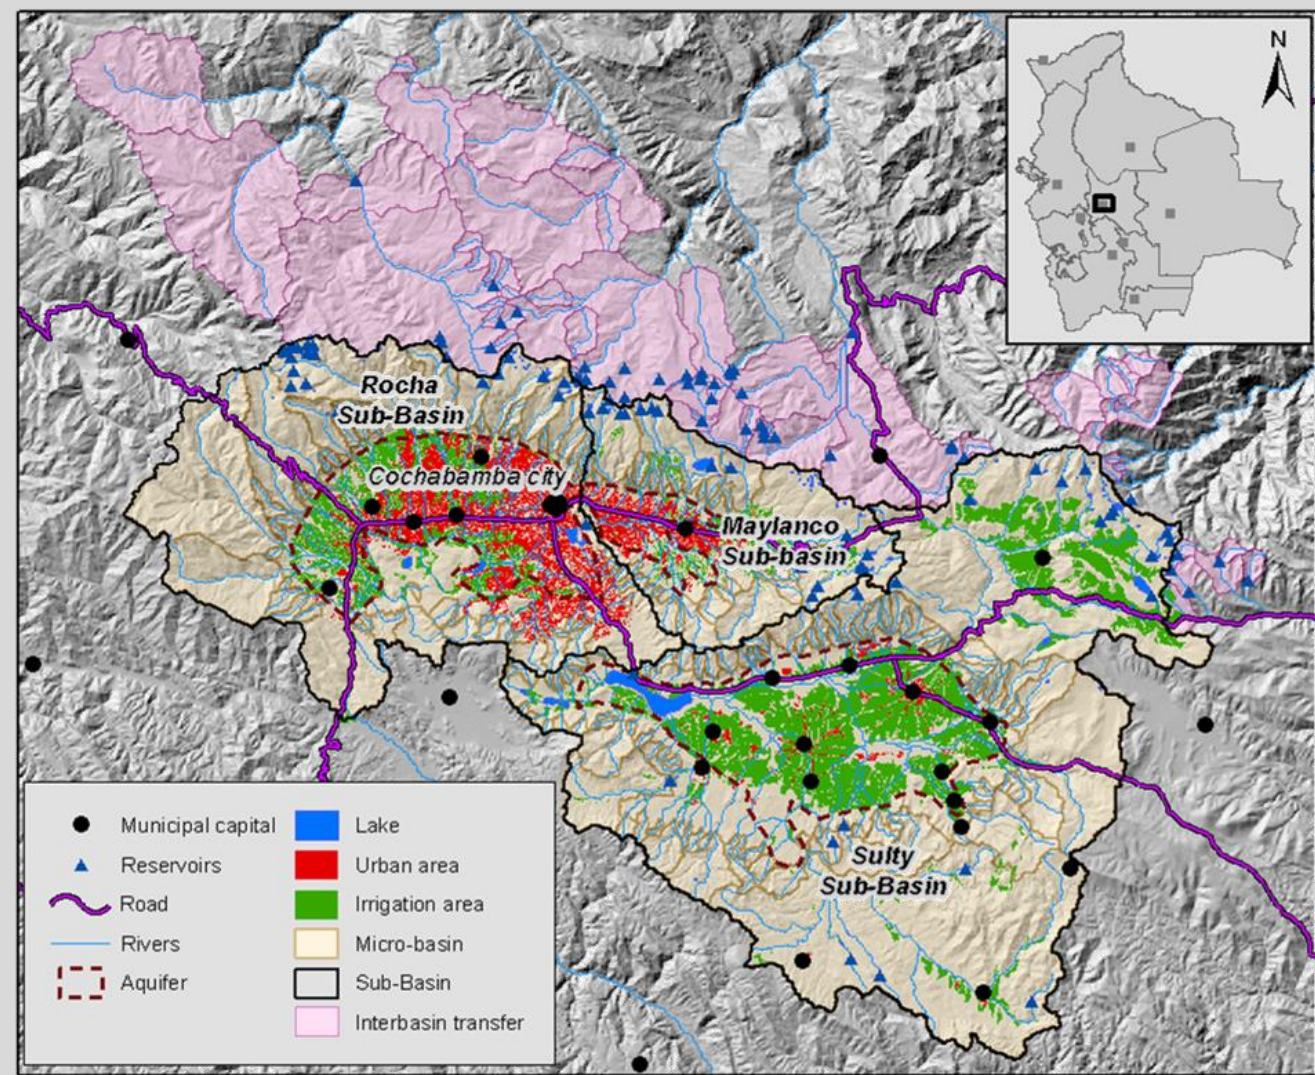 N
Rocha
Sub-Basin
Cochabamba city
Maylanco
Sub-basin
Sulty
Sub-Basin
Municipal capital
Reservoirs
Road
Rivers
Aquifer
Lake
Urban area
Irrigation area
Micro-basin
Sub-Basin
Interbasin transfer